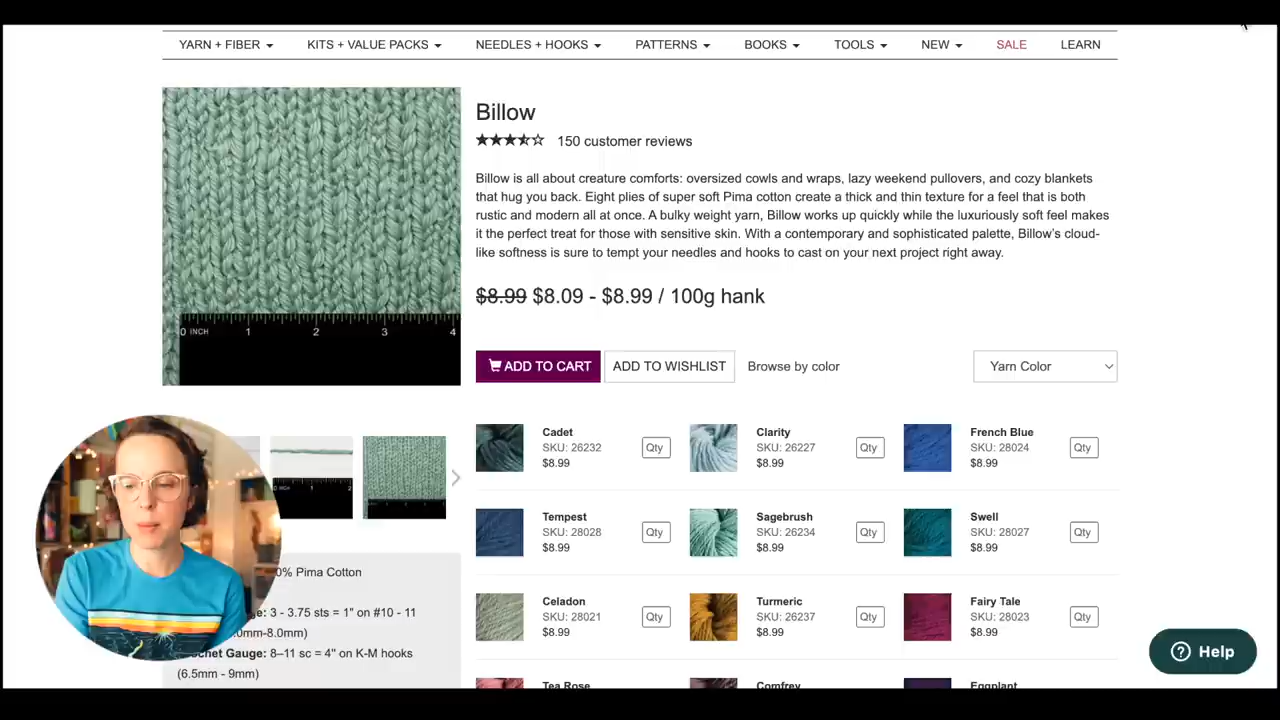 YARN + FIBER KITS + VALUE PACKS NEEDLES + HOOKS PATTERNS BOOKS TOOLS NEW SALE LEARN
Billow
150 customer reviews
Billow is all about creature comforts: oversized cowls and wraps, lazy weekend pullovers, and cozy blankets
that hug you back. Eight plies of super soft Pima cotton create a thick and thin texture for a feel that is both
rustic and modern all at once. A bulky weight yarn, Billow works up quickly while the luxuriously soft feel makes
it the perfect treat for those with sensitive skin. With a contemporary and sophisticated palette, Billow's cloud-
like softness is sure to tempt your needles and hooks to cast on your next project right away.
$8.99 $8.09 - $8.99 / 100g hank
0 INCH 1 2 3 4
ADD TO CART ADD TO WISHLIST Browse by color Yarn Color
Cadet
SKU: 26232
$8.99
Qty
Clarity
SKU: 26227
$8.99
Qty
French Blue
SKU: 28024
$8.99
Qty
Tempest
SKU: 28028
$8.99
Qty
Sagebrush
SKU: 26234
$8.99
Qty
Swell
SKU: 28027
$8.99
Qty
Celadon
SKU: 28021
$8.99
Qty
Turmeric
SKU: 26237
$8.99
Qty
Fairy Tale
SKU: 28023
$8.99
Qty
Tea Rose
Comfrey
Eggplant
0% Pima Cotton
3 - 3.75 sts = 1" on #10 - 11
0mm-8.0mm)
Gauge: 8–11 sc = 4" on K-M hooks
(6.5mm - 9mm)
Help